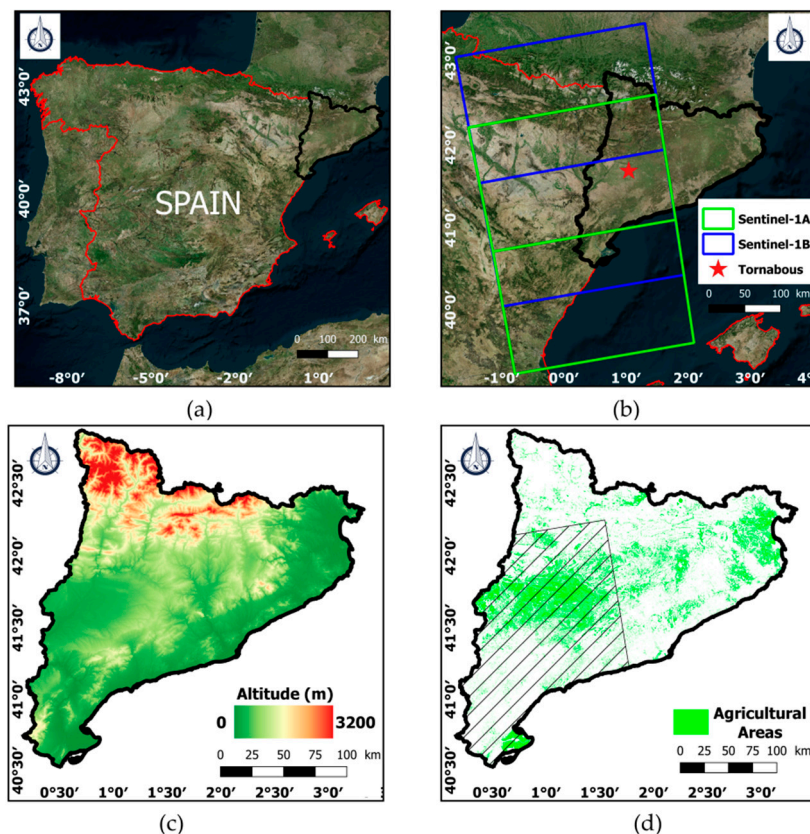 43°0′
40°0′
37°0′
SPAIN
0 100 200 km
-8°0′ -5°0′ -2°0′ 1°0′
(a)
43°0′
42°0′
41°0′
40°0′
Sentinel-1A
Sentinel-1B
Tornabous
0 50 100
km
-1°0′ 0°0′ 1°0′ 2°0′ 3°0′ 4°
(b)
42°30′
42°0′
41°30′
41°0′
40°30′
Altitude (m)
0 3200
0 25 50 75 100 km
0°30′ 1°0′ 1°30′ 2°0′ 2°30′ 3°0′
(c)
42°30′
42°0′
41°30′
41°0′
40°30′
Agricultural
Areas
0 25 50 75 100 km
0°30′ 1°0′ 1°30′ 2°0′ 2°30′ 3°0′
(d)